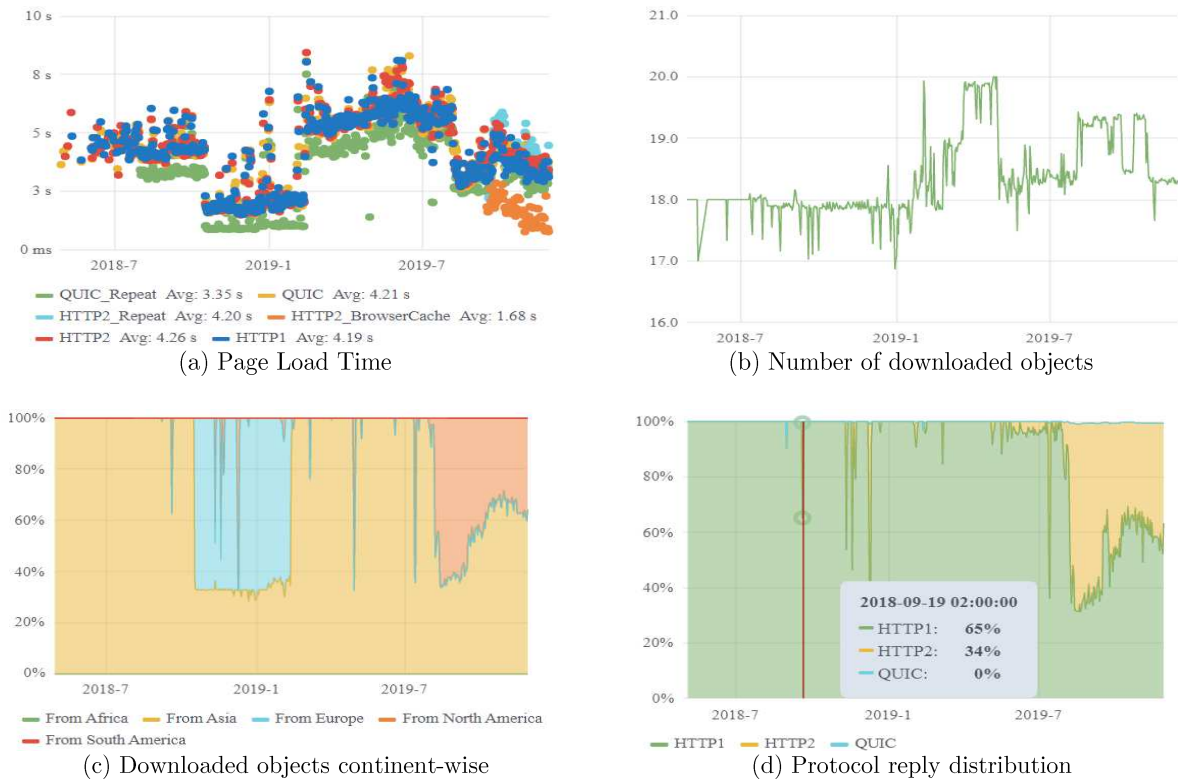 10 s
8 s
5 s
3 s
0 ms
2018-7 2019-1 2019-7
QUIC_Repeat Avg: 3.35 s QUIC Avg: 4.21 s
HTTP2_Repeat Avg: 4.20 s HTTP2_BrowserCache Avg: 1.68 s
HTTP2 Avg: 4.26 s HTTP1 Avg: 4.19 s
(a) Page Load Time
21.0
20.0
19.0
18.0
17.0
16.0
2018-7 2019-1 2019-7
(b) Number of downloaded objects
100%
80%
60%
40%
20%
0%
2018-7 2019-1 2019-7
From Africa From Asia From Europe From North America
From South America
(c) Downloaded objects continent-wise
100%
80%
60%
40%
20%
0%
2018-09-19 02:00:00
HTTP1: 65%
HTTP2: 34%
QUIC: 0%
2018-7 2019-1 2019-7
HTTP1 HTTP2 QUIC
(d) Protocol reply distribution